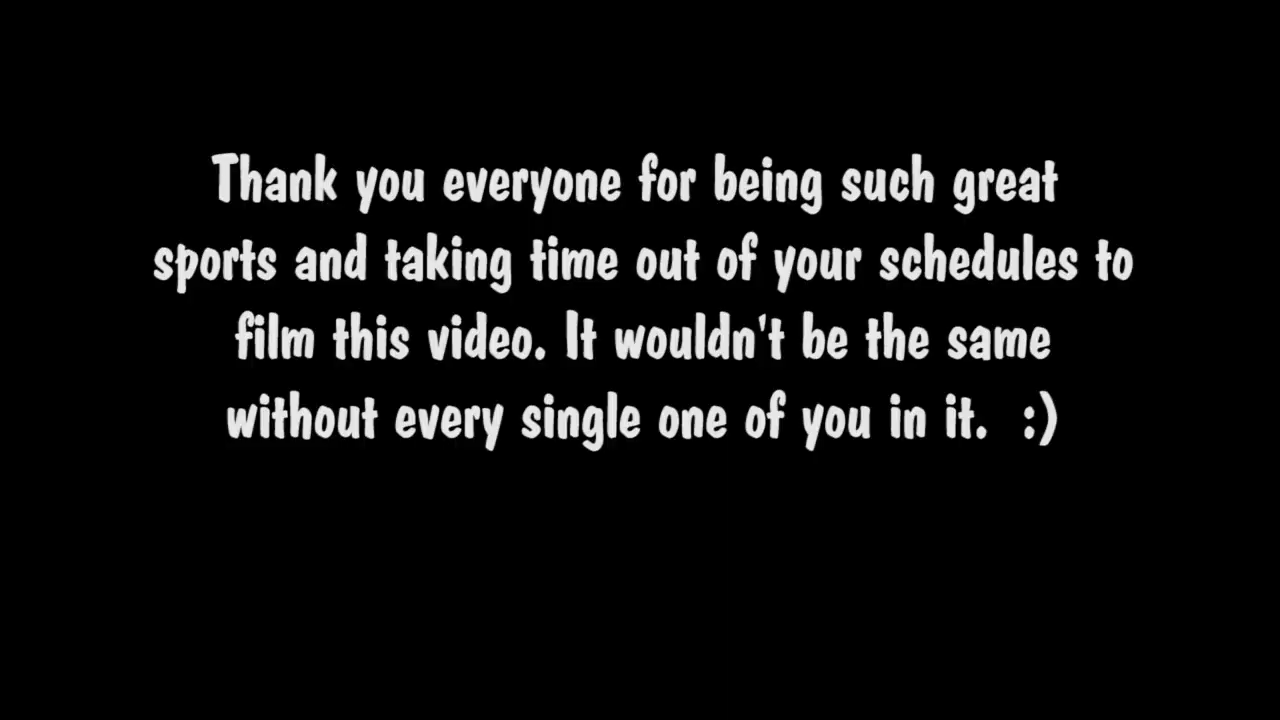 Thank you everyone for being such great
sports and taking time out of your schedules to
film this video. It wouldn't be the same
without every single one of you in it.  :)